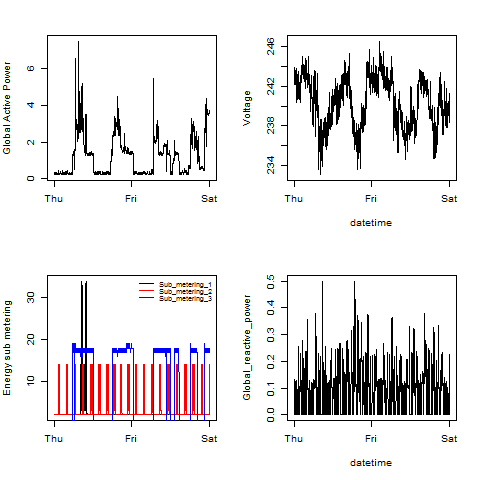 Global Active Power
0 2 4 6
Thu Fri Sat
Voltage
234 238 242 246
Thu Fri Sat
datetime
Energy sub metering
10 20 30
Sub_metering_1
Sub_metering_2
Sub_metering_3
Thu Fri Sat
Global_reactive_power
0.0 0.1 0.2 0.3 0.4 0.5
Thu Fri Sat
datetime